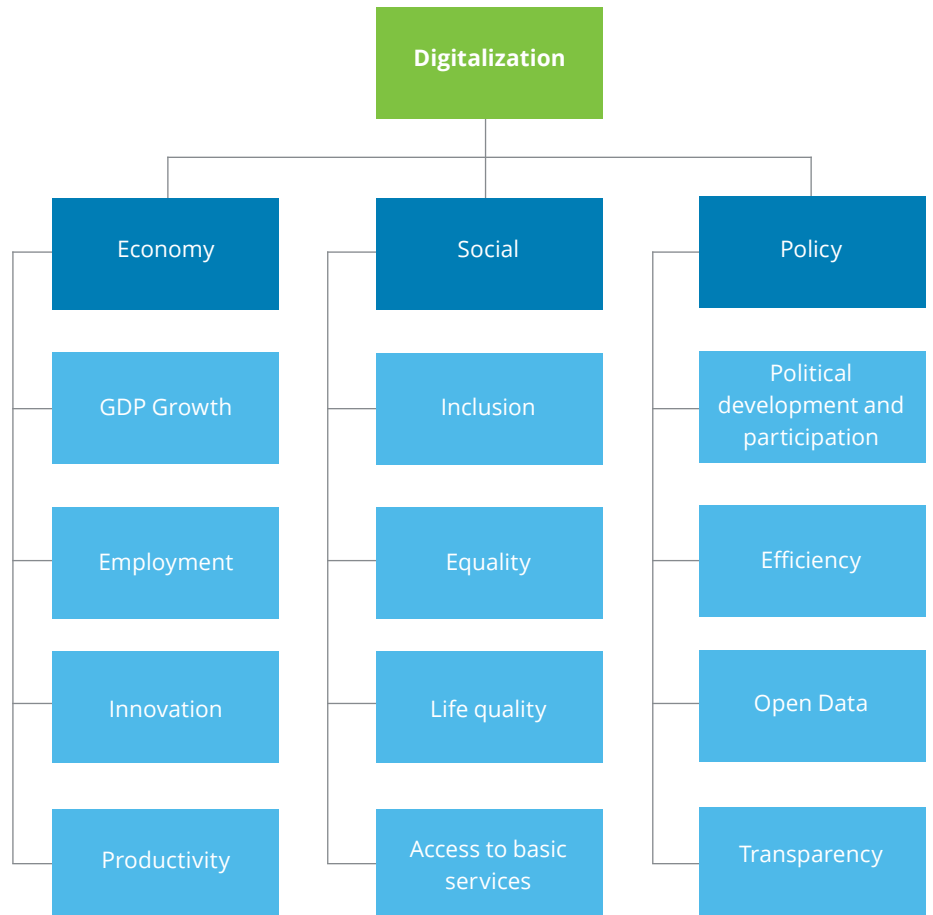 Digitalization
Economy
Social
Policy
GDP Growth
Inclusion
Political
development and
participation
Employment
Equality
Efficiency
Innovation
Life quality
Open Data
Productivity
Access to basic
services
Transparency